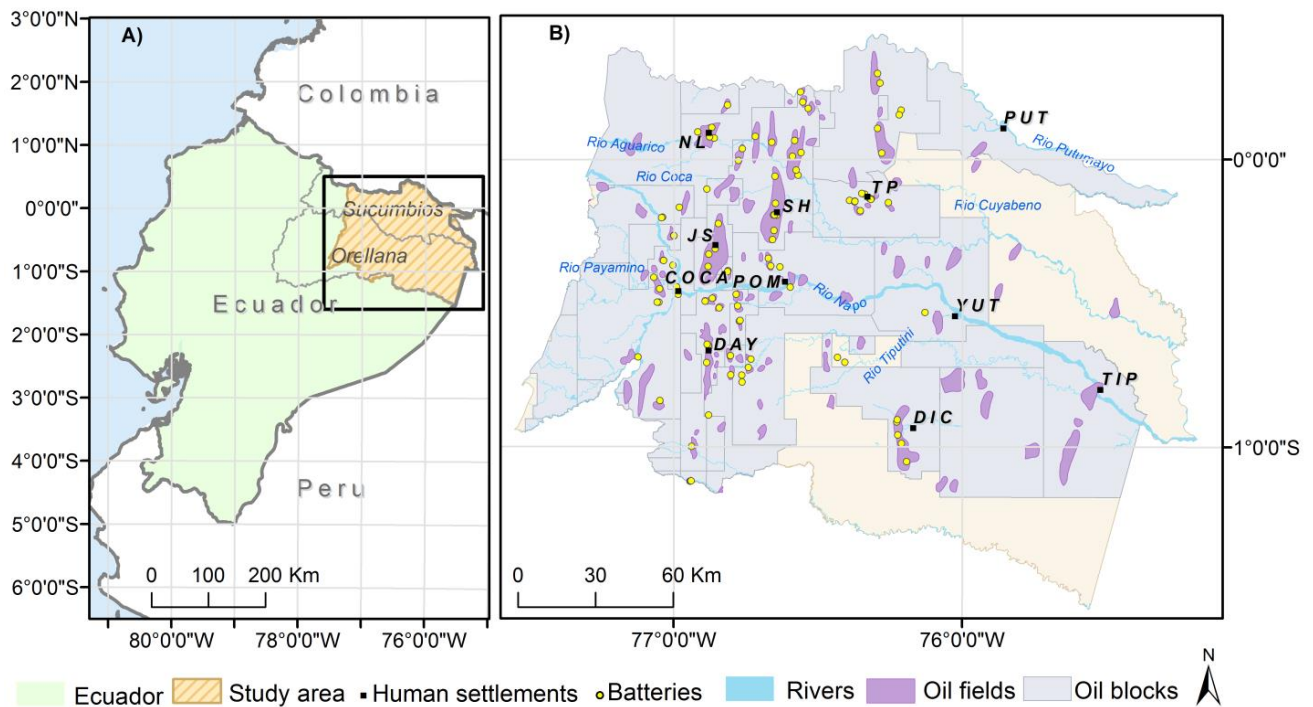 A)
3°0'0"N
2°0'0"N
1°0'0"N
0°0'0"
1°0'0"S
2°0'0"S
3°0'0"S
4°0'0"S
5°0'0"S
6°0'0"S
Colombia
Sucumbios
Orellana
Ecuador
Peru
0 100 200 Km
80°0'0"W 78°0'0"W 76°0'0"W
B)
PUT
NL
Rio Aguarico
Rio Putumayo
Rio Coca
TP
Rio Cuyabeno
SH
JS
Rio Payamino
COCA
POM
Rio Napo
YUT
DAY
Rio Tiputini
TIP
DIC
0°0'0"
1°0'0"S
0 30 60 Km
77°0'0"W 76°0'0"W
N
Ecuador Study area Human settlements Batteries Rivers Oil fields Oil blocks